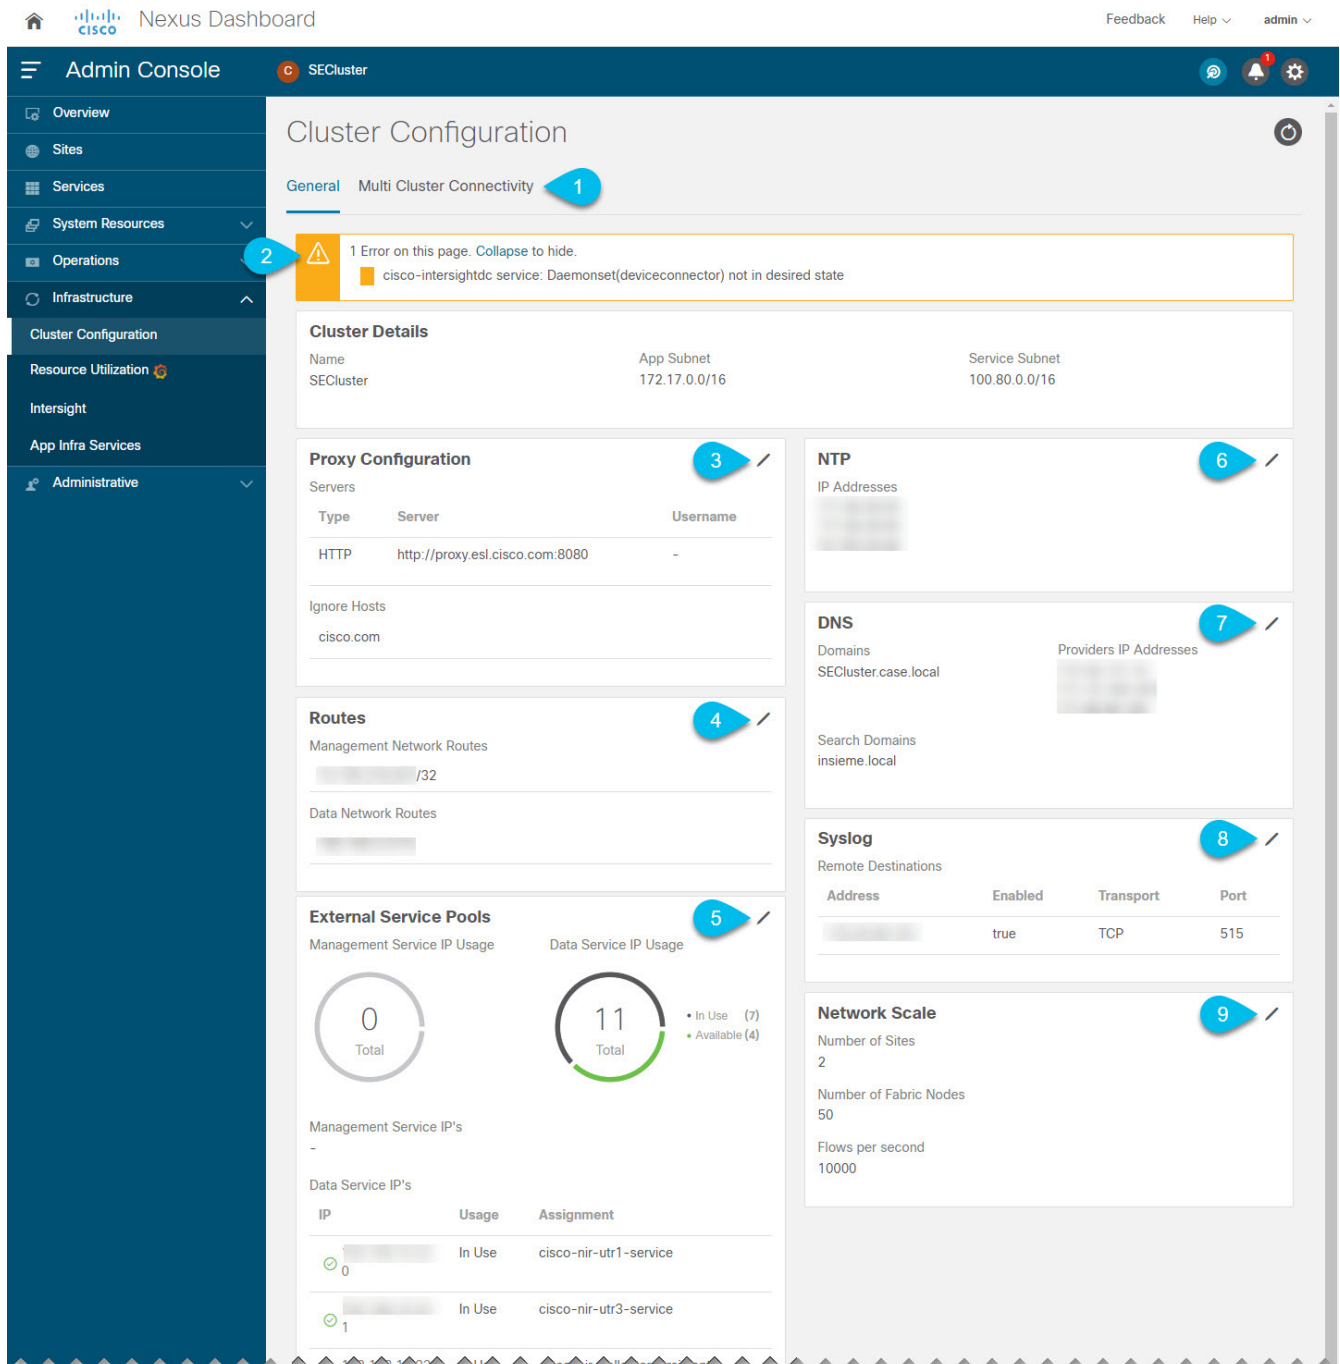 CISCO Nexus Dashboard
Feedback Help admin
Admin Console
C SECluster
1
Overview
Sites
Services
System Resources
Operations
Infrastructure
Cluster Configuration
Resource Utilization
Intersight
App Infra Services
Administrative
Cluster Configuration
General Multi Cluster Connectivity 1
2
1 Error on this page. Collapse to hide.
cisco-intersightdc service: Daemonset(deviceconnector) not in desired state
Cluster Details
Name App Subnet Service Subnet
SECluster 172.17.0.0/16 100.80.0.0/16
Proxy Configuration 3
Servers
Type Server Username
HTTP http://proxy.esl.cisco.com:8080 -
Ignore Hosts
cisco.com
Routes 4
Management Network Routes
/32
Data Network Routes
External Service Pools 5
Management Service IP Usage Data Service IP Usage
0
Total
11
Total
In Use (7)
Available (4)
Management Service IP's
-
Data Service IP's
IP Usage Assignment
In Use cisco-nir-utr1-service
0
In Use cisco-nir-utr3-service
1
NTP 6
IP Addresses
DNS 7
Domains Providers IP Addresses
SECluster.case.local
Search Domains
insieme.local
Syslog 8
Remote Destinations
Address Enabled Transport Port
true TCP 515
Network Scale 9
Number of Sites
2
Number of Fabric Nodes
50
Flows per second
10000